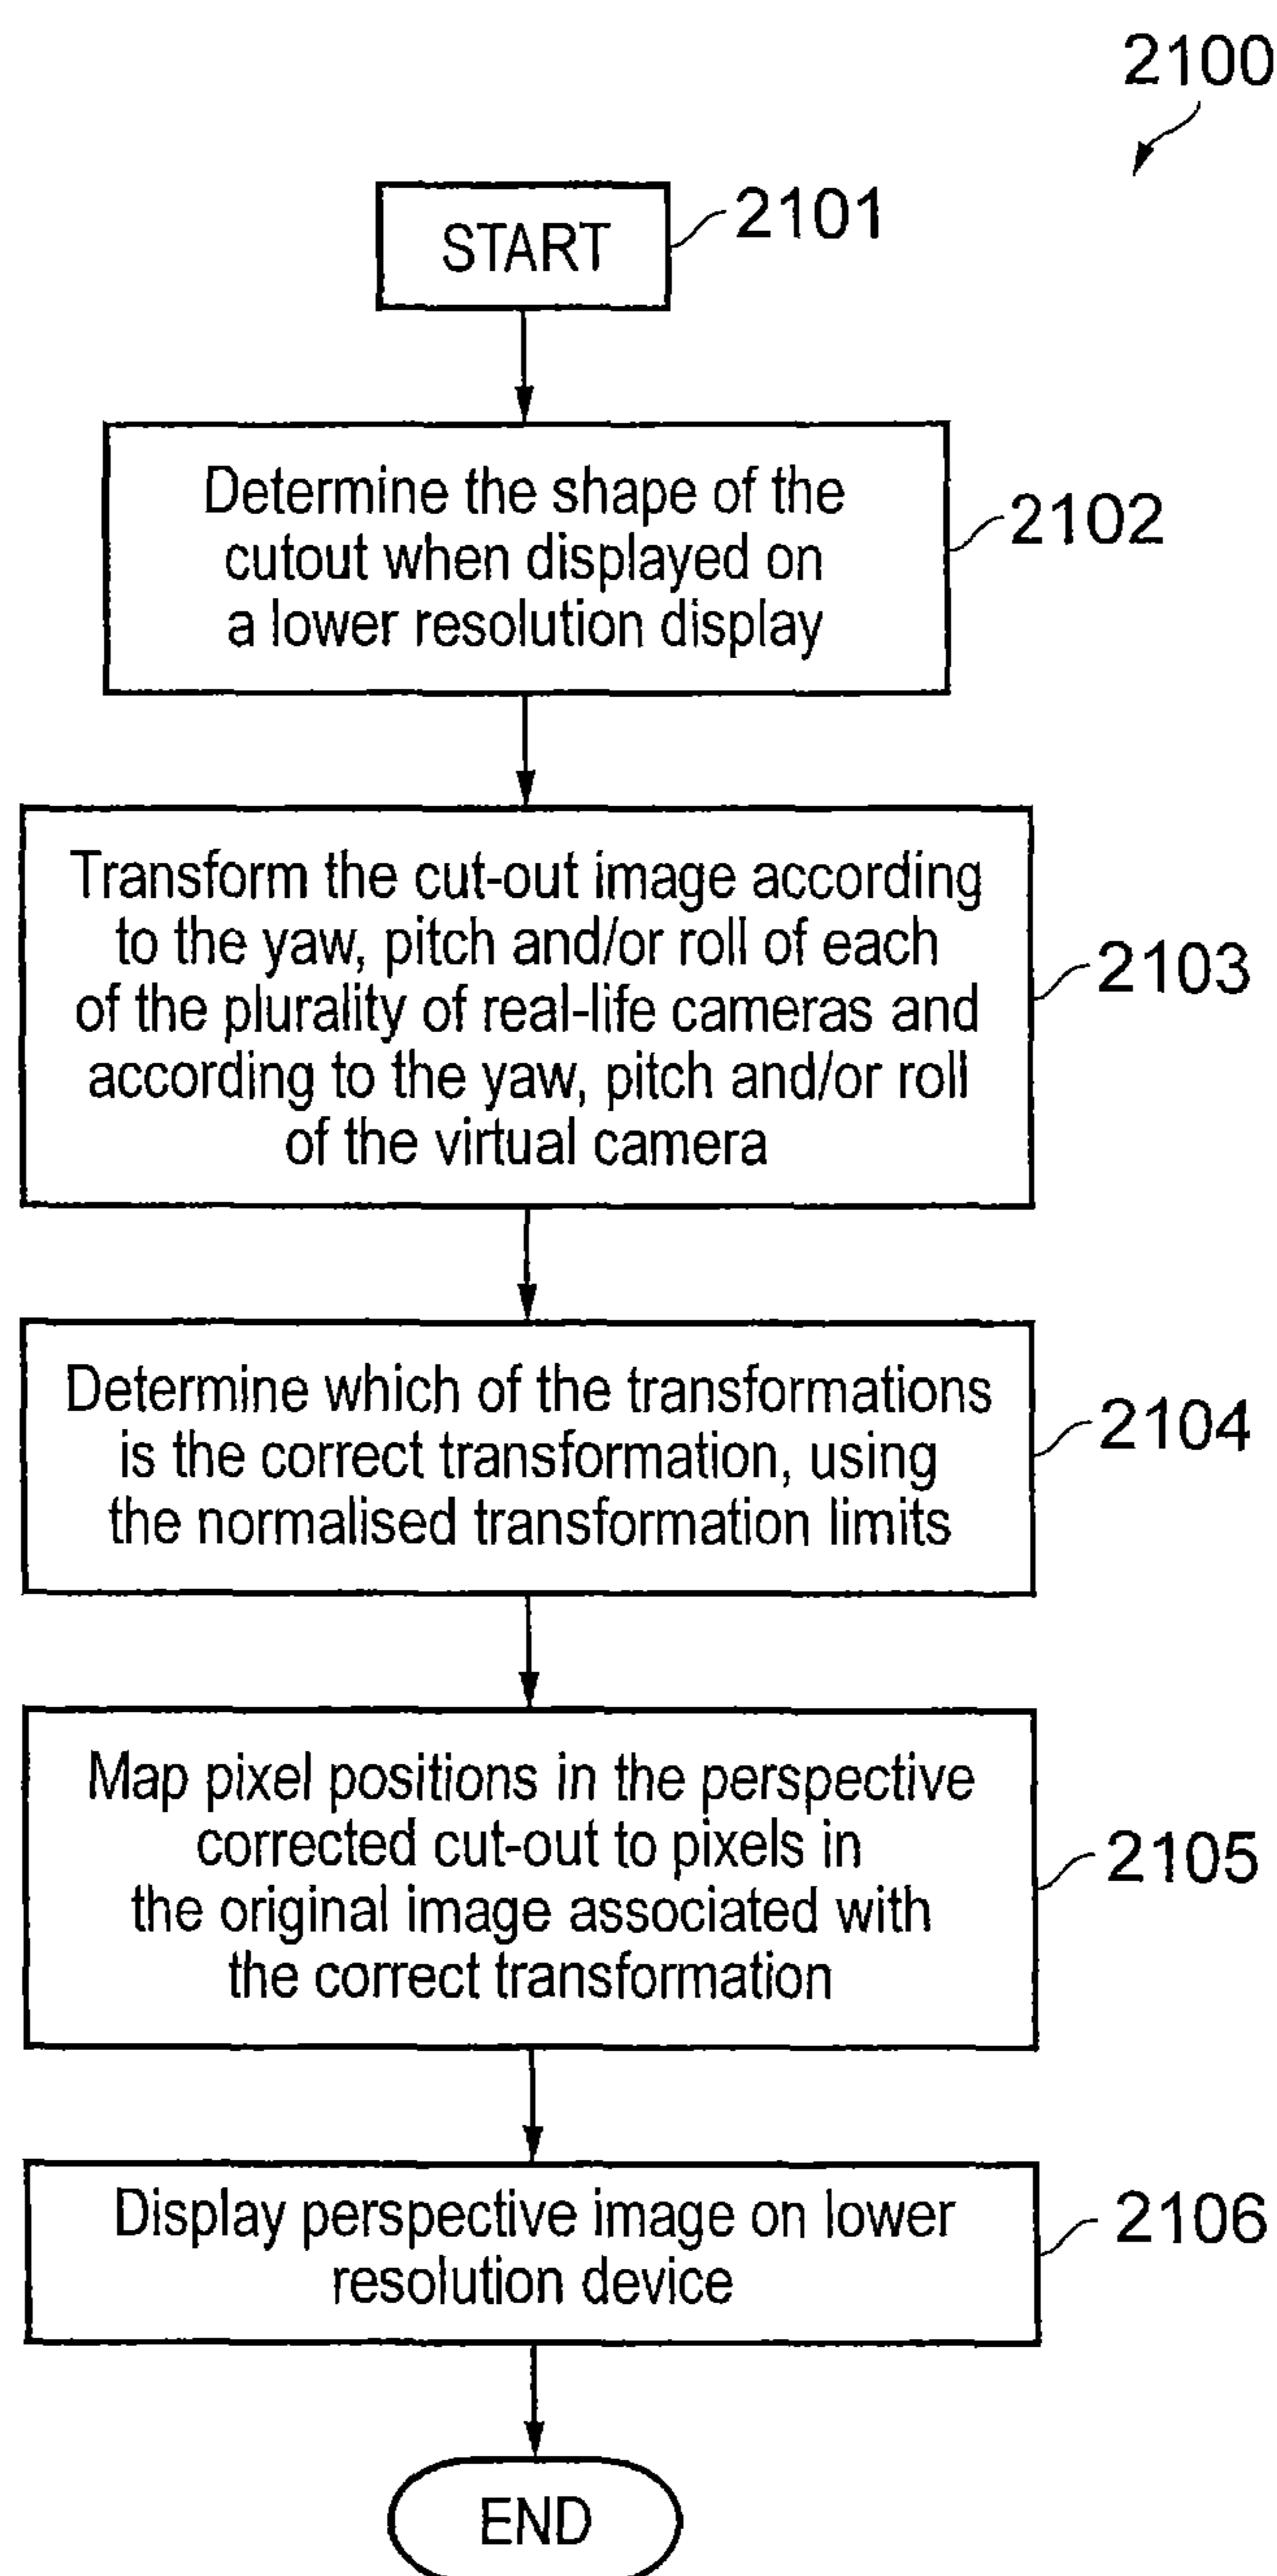 2100
START
2101
Determine the shape of the
cutout when displayed on
a lower resolution display
2102
Transform the cut-out image according
to the yaw, pitch and/or roll of each
of the plurality of real-life cameras and
according to the yaw, pitch and/or roll
of the virtual camera
2103
Determine which of the transformations
is the correct transformation, using
the normalised transformation limits
2104
Map pixel positions in the perspective
corrected cut-out to pixels in
the original image associated with
the correct transformation
2105
Display perspective image on lower
resolution device
2106
END